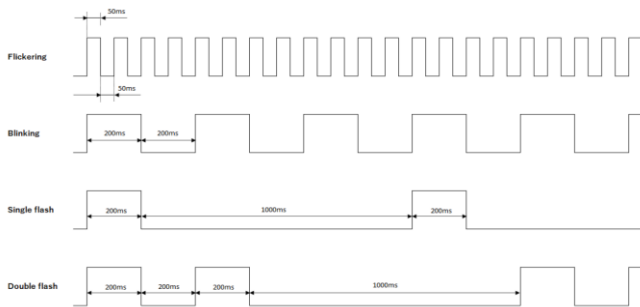 50ms
Flickering
50ms
Blinking
200ms 200ms
Single flash
200ms 1000ms 200ms
Double flash
200ms 200ms 200ms 1000ms